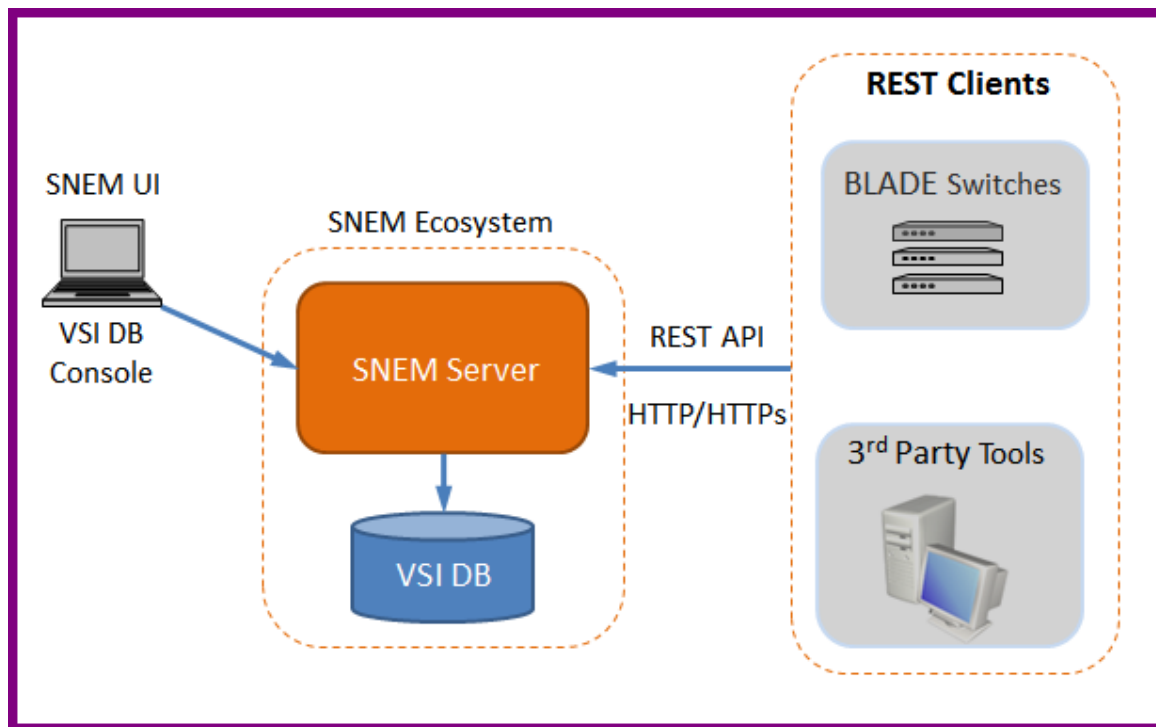 SNEM UI
VSI DB
Console
SNEM Ecosystem
SNEM Server
VSI DB
REST API
HTTP/HTTPs
REST Clients
BLADE Switches
3rd Party Tools